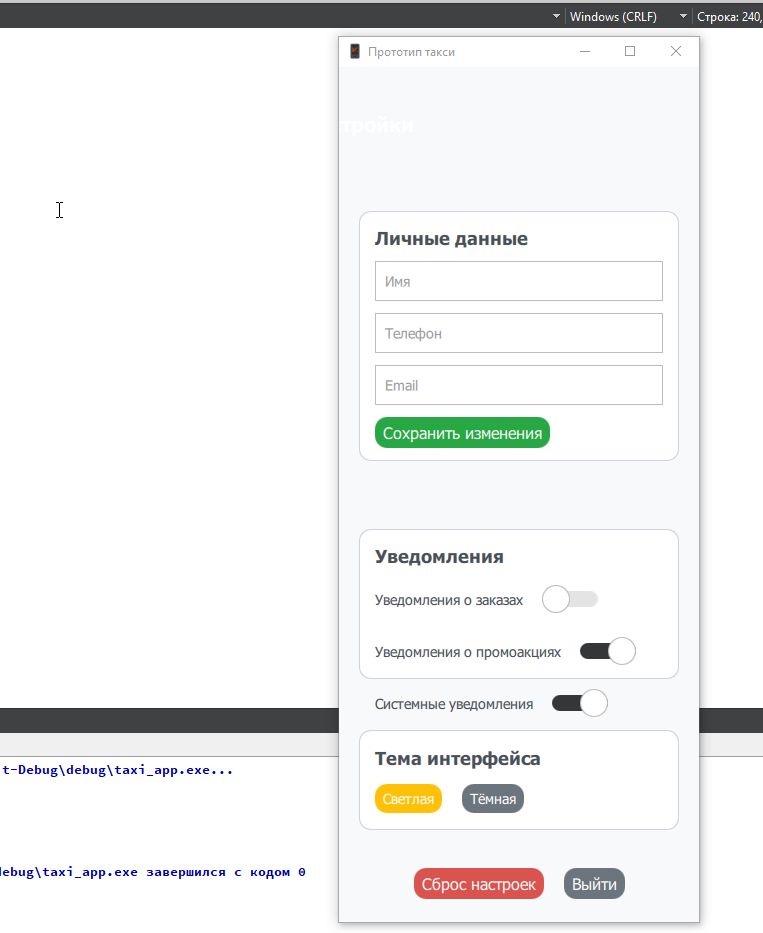 Windows (CRLF)
Строка: 240,
Прототип такси
тройки
Личные данные
Имя
Телефон
Email
Сохранить изменения
Уведомления
Уведомления о заказах
Уведомления о промоакциях
Системные уведомления
Тема интерфейса
t-Debug\debug\taxi_app.exe...
Светлая
Тёмная
debug\taxi_app.exe завершился с кодом 0
Сброс настроек
Выйти